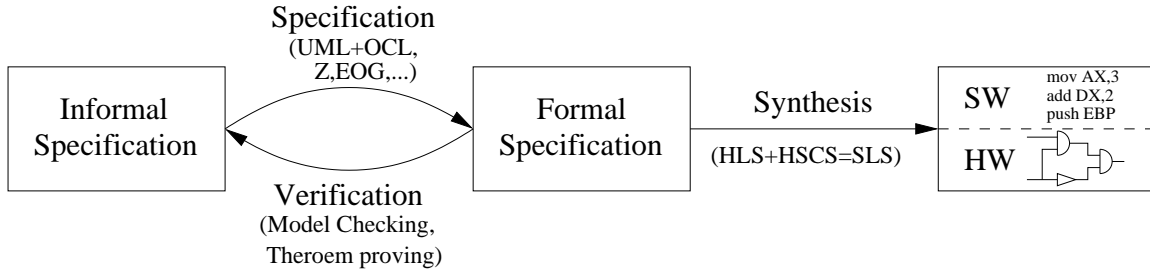 Specification
(UML+OCL,
Z,EOG,...)
Informal
Specification
Formal
Specification
Verification
(Model Checking,
Theroem proving)
Synthesis
(HLS+HSCS=SLS)
SW
mov AX,3
add DX,2
push EBP
HW